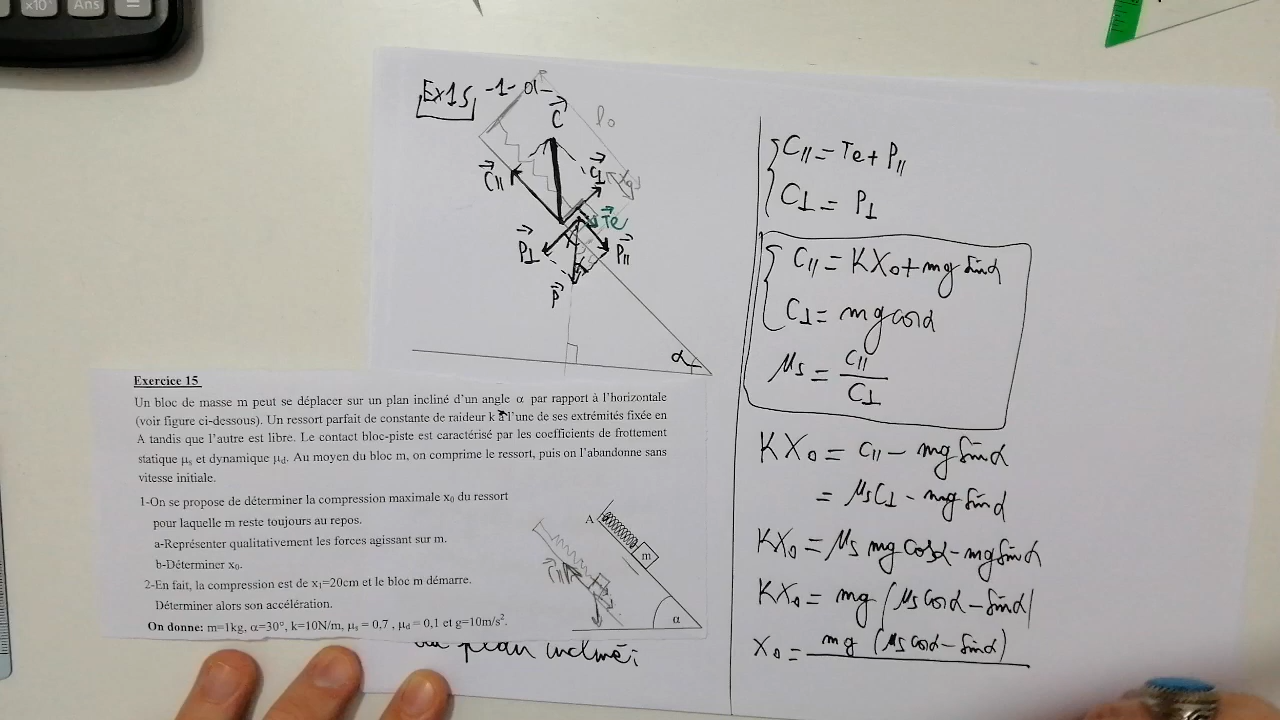 x10ˣ Ans =
Ex15 -1- a-
C⃗
l₀
C⃗||
C⃗⊥
x₀
T⃗e
P⃗⊥
P⃗||
P⃗
α
C|| = Te + P||
C⊥ = P⊥
C|| = KX₀ + mg Sinα
C⊥ = mg cosα
μs = C|| / C⊥
KX₀ = C|| - mg Sinα
= μs C⊥ - mg Sinα
KX₀ = μs mg cosα - mg Sinα
KX₀ = mg (μs cosα - Sinα)
X₀ = mg (μs cosα - Sinα)
Exercice 15
Un bloc de masse m peut se déplacer sur un plan incliné d'un angle α par rapport à l'horizontale
(voir figure ci-dessous). Un ressort parfait de constante de raideur k a l'une de ses extrémités fixée en
A tandis que l'autre est libre. Le contact bloc-piste est caractérisé par les coefficients de frottement
statique μs et dynamique μd. Au moyen du bloc m, on comprime le ressort, puis on l'abandonne sans
vitesse initiale.
1-On se propose de déterminer la compression maximale x₀ du ressort
pour laquelle m reste toujours au repos.
a-Représenter qualitativement les forces agissant sur m.
b-Déterminer x₀.
2-En fait, la compression est de x₁=20cm et le bloc m démarre.
Déterminer alors son accélération.
On donne: m=1kg, α=30°, k=10N/m, μs = 0,7 , μd = 0,1 et g=10m/s².
A
m
α
plan incliné;